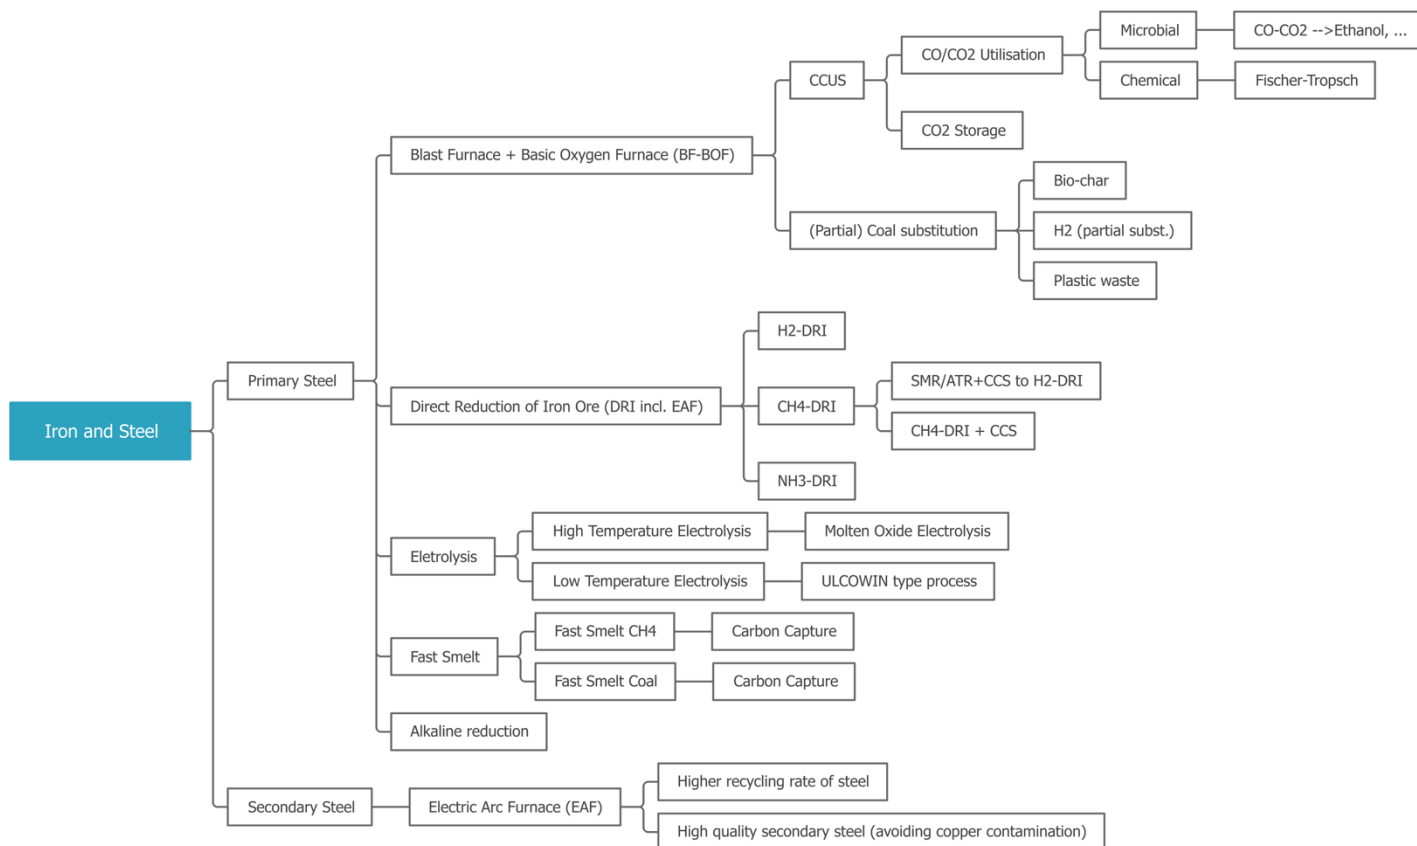 Microbial
CO-CO2 -->Ethanol, ...
CO/CO2 Utilisation
CCUS
Chemical
Fischer-Tropsch
CO2 Storage
Blast Furnace + Basic Oxygen Furnace (BF-BOF)
Bio-char
(Partial) Coal substitution
H2 (partial subst.)
Plastic waste
H2-DRI
Primary Steel
SMR/ATR+CCS to H2-DRI
Direct Reduction of Iron Ore (DRI incl. EAF)
CH4-DRI
Iron and Steel
CH4-DRI + CCS
NH3-DRI
High Temperature Electrolysis
Molten Oxide Electrolysis
Eletrolysis
Low Temperature Electrolysis
ULCOWIN type process
Fast Smelt CH4
Carbon Capture
Fast Smelt
Fast Smelt Coal
Carbon Capture
Alkaline reduction
Higher recycling rate of steel
Secondary Steel
Electric Arc Furnace (EAF)
High quality secondary steel (avoiding copper contamination)